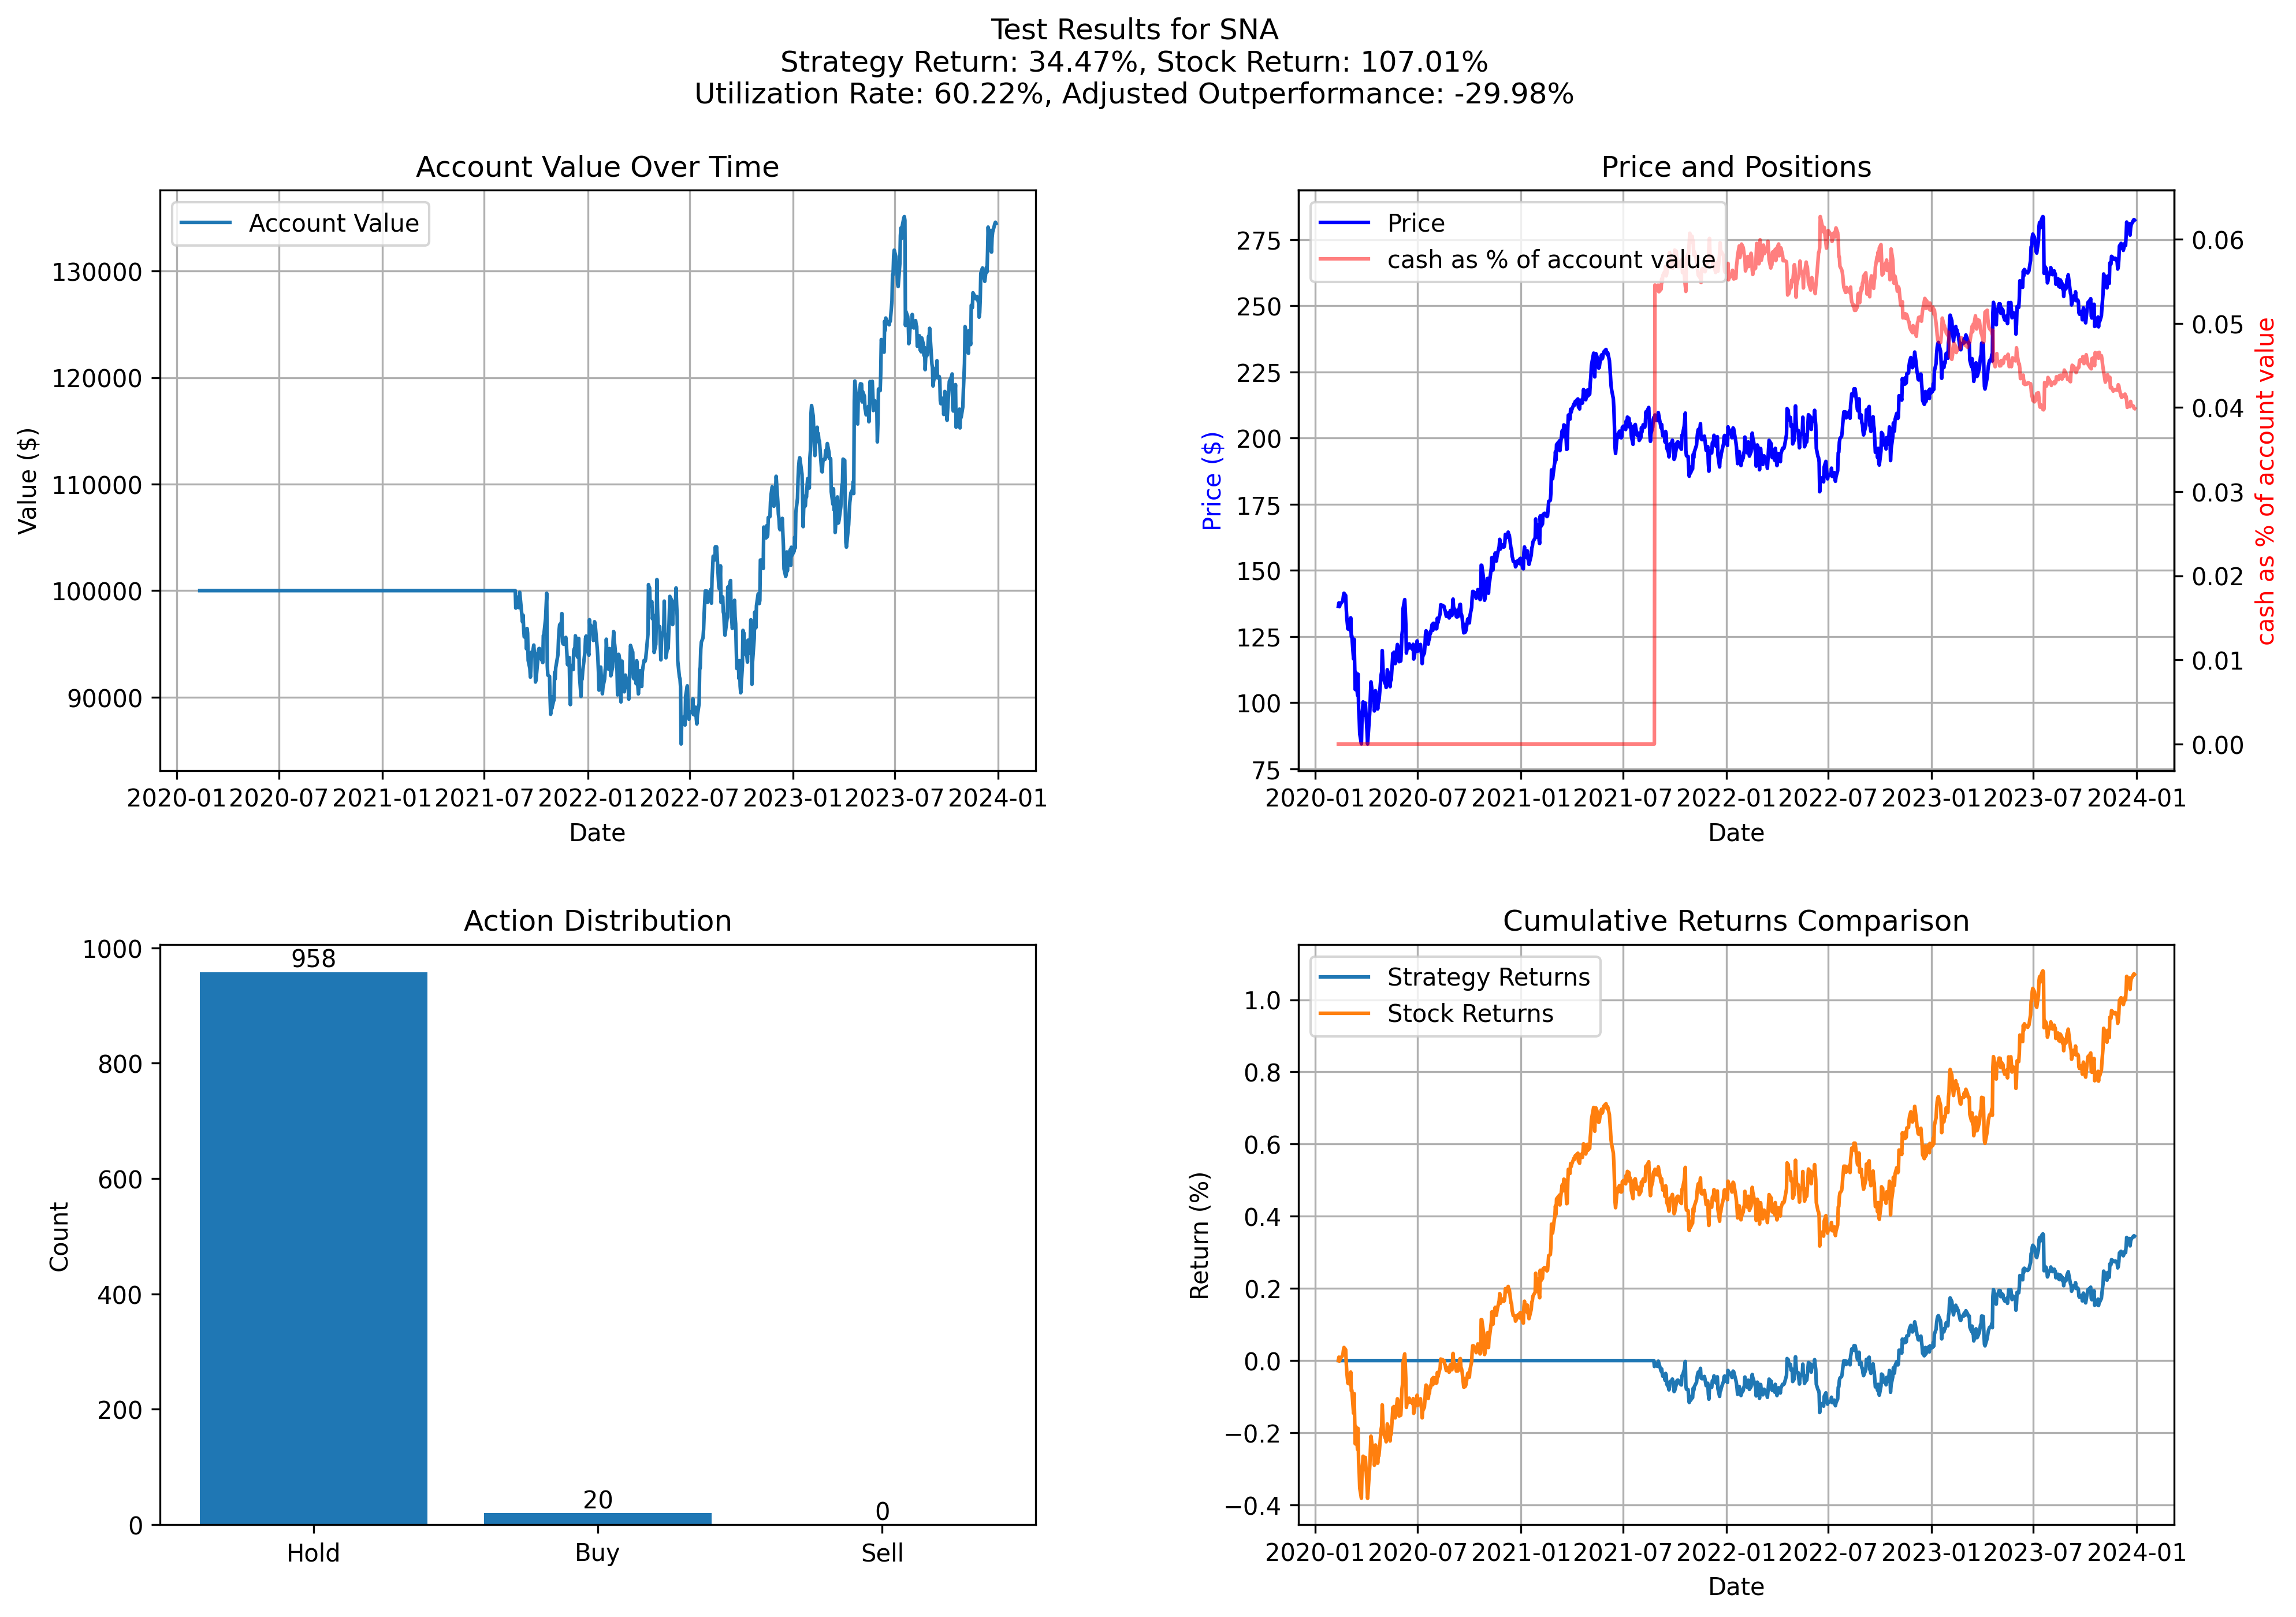 Test Results for SNA
Strategy Return: 34.47%, Stock Return: 107.01%
Utilization Rate: 60.22%, Adjusted Outperformance: -29.98%
Account Value Over Time
Account Value
Value ($)
130000
120000
110000
100000
90000
2020-01 2020-07 2021-01 2021-07 2022-01 2022-07 2023-01 2023-07 2024-01
Date
Price and Positions
Price
cash as % of account value
Price ($)
275
250
225
200
175
150
125
100
75
0.06
0.05
0.04
0.03
0.02
0.01
0.00
cash as % of account value
2020-01 2020-07 2021-01 2021-07 2022-01 2022-07 2023-01 2023-07 2024-01
Date
Action Distribution
Count
1000
800
600
400
200
0
958
20
0
Hold Buy Sell
Cumulative Returns Comparison
Strategy Returns
Stock Returns
Return (%)
1.0
0.8
0.6
0.4
0.2
0.0
−0.2
−0.4
2020-01 2020-07 2021-01 2021-07 2022-01 2022-07 2023-01 2023-07 2024-01
Date